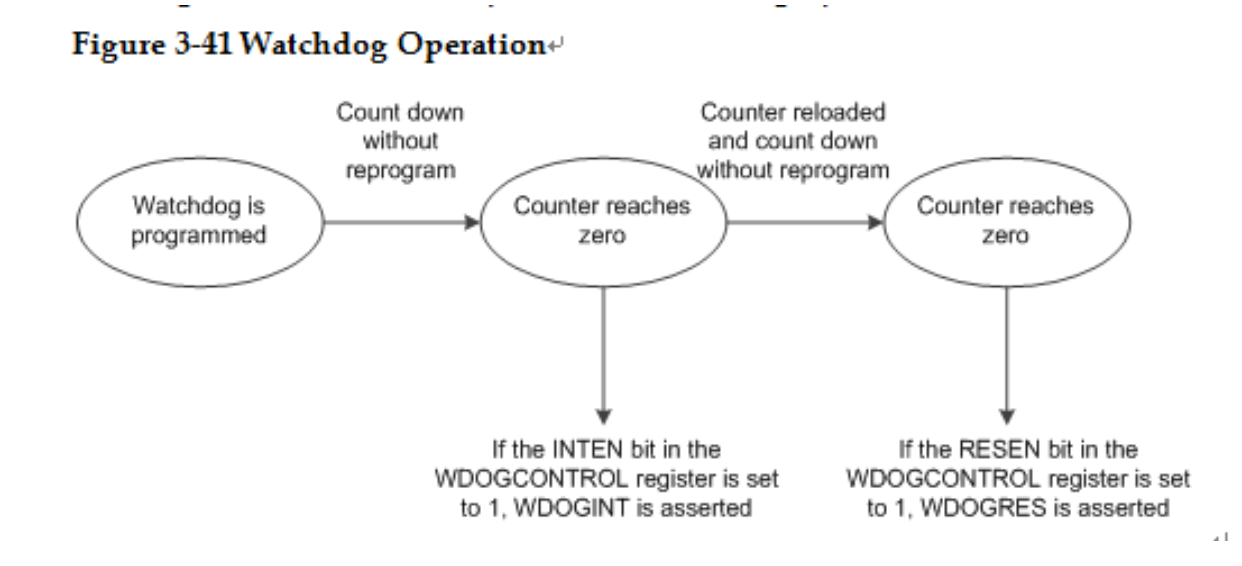 Figure 3-41 Watchdog Operation↵
Count down
without
reprogram
Counter reloaded
and count down
without reprogram
Watchdog is
programmed
Counter reaches
zero
Counter reaches
zero
If the INTEN bit in the
WDOGCONTROL register is set
to 1, WDOGINT is asserted
If the RESEN bit in the
WDOGCONTROL register is set
to 1, WDOGRES is asserted
↵